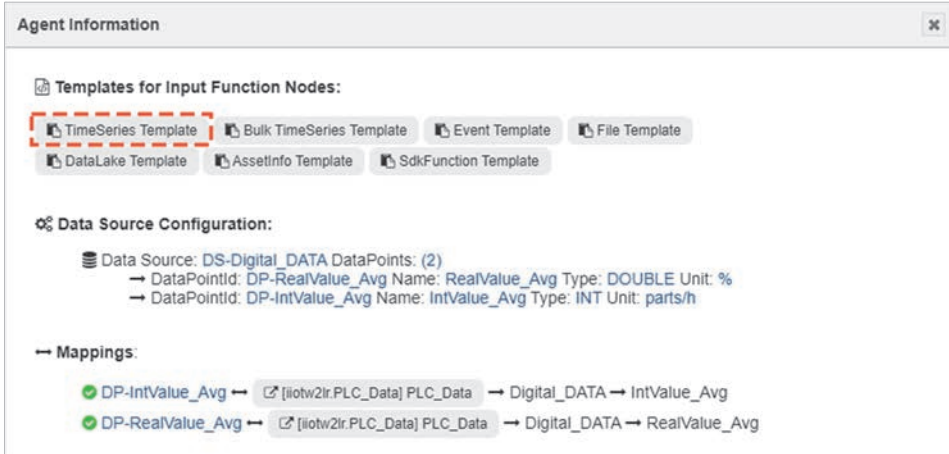 Agent Information
Templates for Input Function Nodes:
TimeSeries Template Bulk TimeSeries Template Event Template File Template
DataLake Template AssetInfo Template SdkFunction Template
Data Source Configuration:
Data Source: DS-Digital_DATA DataPoints: (2)
→ DataPointId: DP-RealValue_Avg Name: RealValue_Avg Type: DOUBLE Unit: %
→ DataPointId: DP-IntValue_Avg Name: IntValue_Avg Type: INT Unit: parts/h
↔ Mappings:
DP-IntValue_Avg ↔ [iiotw2lr.PLC_Data] PLC_Data → Digital_DATA → IntValue_Avg
DP-RealValue_Avg ↔ [iiotw2lr.PLC_Data] PLC_Data → Digital_DATA → RealValue_Avg